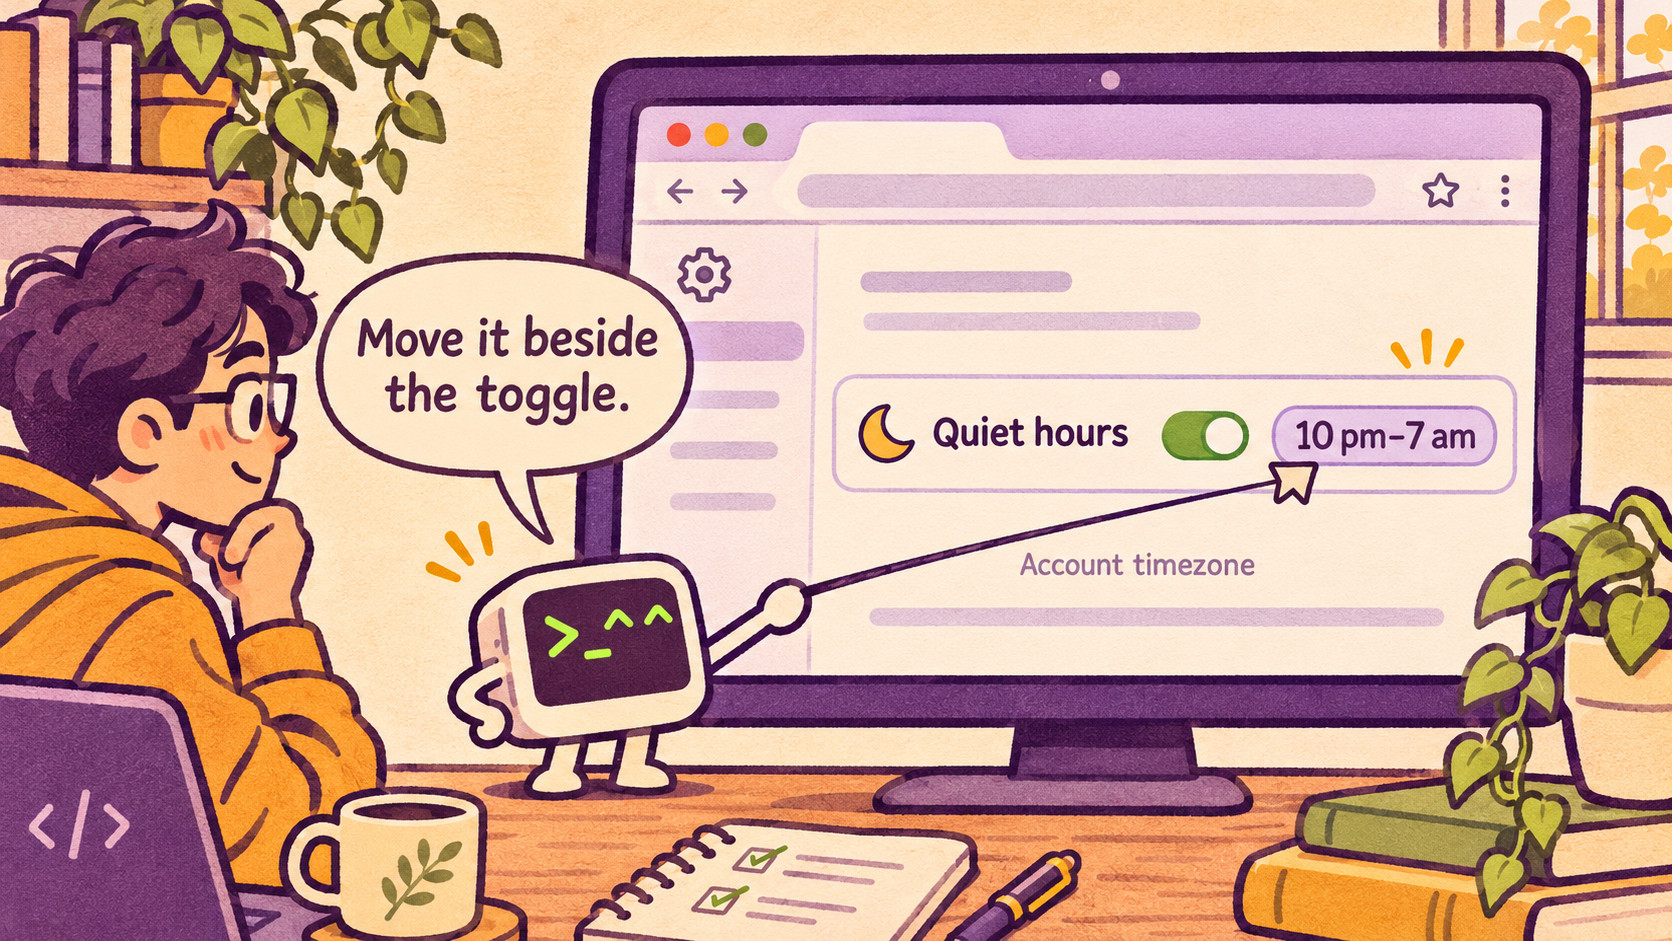 Move it beside
the toggle.
Quiet hours
10 pm–7 am
Account timezone
>_^^
</>